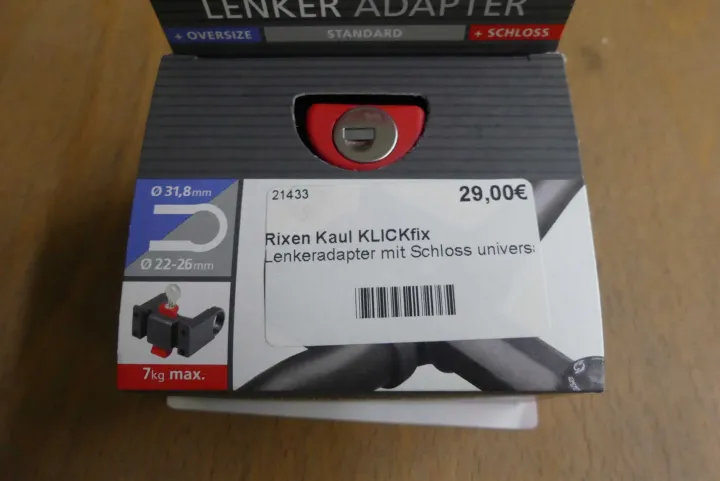 LENKER ADAPTER
+ OVERSIZE STANDARD + SCHLOSS
Ø 31,8mm
Ø 22-26mm
7kg max.
21433 29,00€
Rixen Kaul KLICKfix
Lenkeradapter mit Schloss universa